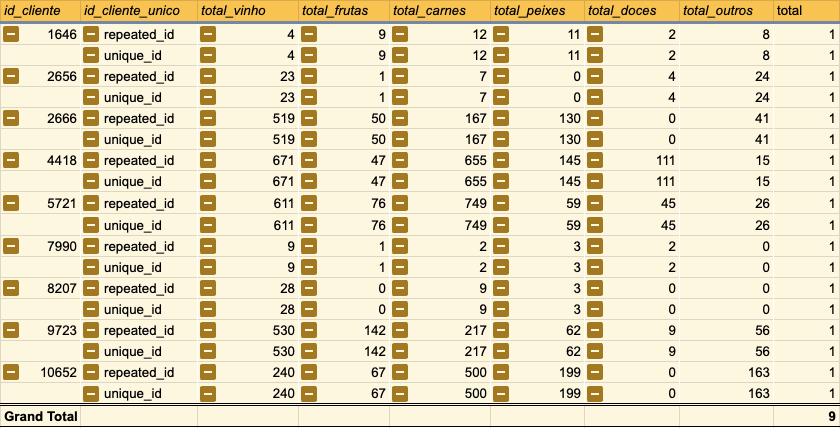 id_cliente id_cliente_unico total_vinho total_frutas total_carnes total_peixes total_doces total_outros total
1646 repeated_id 4 9 12 11 2 8 1
unique_id 4 9 12 11 2 8 1
2656 repeated_id 23 1 7 0 4 24 1
unique_id 23 1 7 0 4 24 1
2666 repeated_id 519 50 167 130 0 41 1
unique_id 519 50 167 130 0 41 1
4418 repeated_id 671 47 655 145 111 15 1
unique_id 671 47 655 145 111 15 1
5721 repeated_id 611 76 749 59 45 26 1
unique_id 611 76 749 59 45 26 1
7990 repeated_id 9 1 2 3 2 0 1
unique_id 9 1 2 3 2 0 1
8207 repeated_id 28 0 9 3 0 0 1
unique_id 28 0 9 3 0 0 1
9723 repeated_id 530 142 217 62 9 56 1
unique_id 530 142 217 62 9 56 1
10652 repeated_id 240 67 500 199 0 163 1
unique_id 240 67 500 199 0 163 1
Grand Total 9